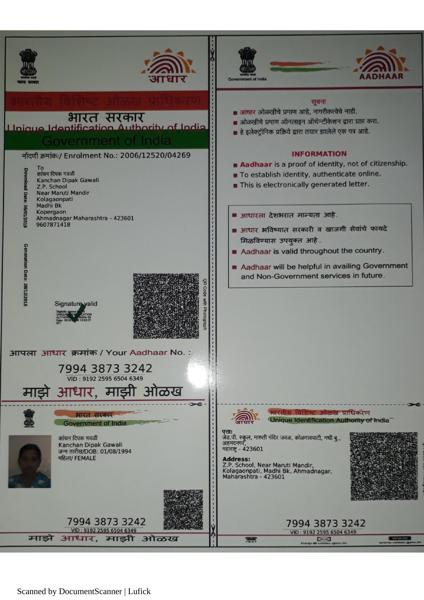 भारत सरकार
आधार
भारतीय विशिष्ट ओळख प्राधिकरण
भारत सरकार
Unique Identification Authority of India
Government of India
नोंदणी क्रमांक/ Enrolment No.: 2006/12520/04269
To
कांचन दिपक गवळी
Kanchan Dipak Gawali
Z.P. School
Near Maruti Mandir
Kolagaonpati
Madhi Bk
Kopergaon
Ahmadnagar Maharashtra - 423601
9607871418
Signature valid
QR Code with Photograph
आपला आधार क्रमांक / Your Aadhaar No. :
7994 3873 3242
VID : 9192 2595 6504 6349
माझे आधार, माझी ओळख
Government of India
AADHAAR
सूचना
आधार ओळखीचे प्रमाण आहे, नागरिकत्वाचे नाही.
ओळखीचे प्रमाण ऑनलाइन ऑथेन्टीकेशन द्वारा प्राप्त करा.
हे इलेक्ट्रॉनिक प्रक्रिये द्वारा तयार झालेले एक पत्र आहे.
INFORMATION
Aadhaar is a proof of identity, not of citizenship.
To establish identity, authenticate online.
This is electronically generated letter.
आधारला देशभरात मान्यता आहे.
आधार भविष्यात सरकारी व खाजगी सेवांचे फायदे
मिळविण्यास उपयुक्त आहे.
Aadhaar is valid throughout the country.
Aadhaar will be helpful in availing Government
and Non-Government services in future.
भारत सरकार
Government of India
कांचन दिपक गवळी
Kanchan Dipak Gawali
जन्म तारीख/DOB: 01/08/1994
महिला/ FEMALE
7994 3873 3242
VID : 9192 2595 6504 6349
माझे आधार, माझी ओळख
आधार
भारतीय विशिष्ट ओळख प्राधिकरण
Unique Identification Authority of India
पत्ता:
महाराष्ट्र - 423601
Address:
Z.P. School, Near Maruti Mandir,
Kolagaonpati, Madhi Bk, Ahmadnagar,
Maharashtra - 423601
7994 3873 3242
VID : 9192 2595 6504 6349
Scanned by DocumentScanner | Lufick